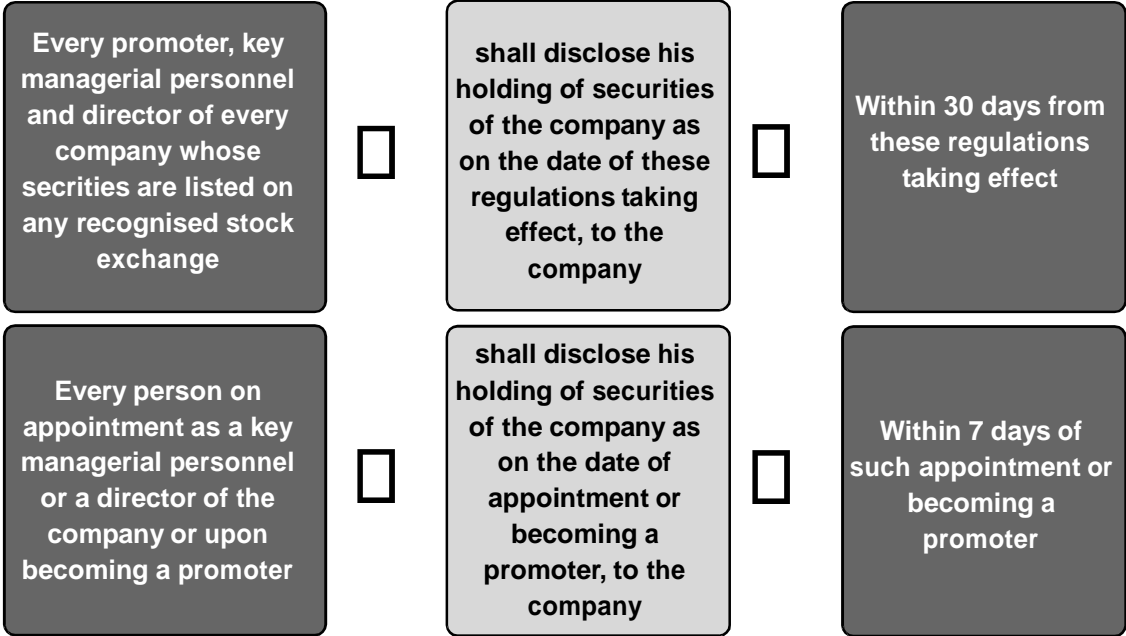 Every promoter, key
managerial personnel
and director of every
company whose
secrities are listed on
any recognised stock
exchange
shall disclose his
holding of securities
of the company as
on the date of these
regulations taking
effect, to the
company
Within 30 days from
these regulations
taking effect
Every person on
appointment as a key
managerial personnel
or a director of the
company or upon
becoming a promoter
shall disclose his
holding of securities
of the company as
on the date of
appointment or
becoming a
promoter, to the
company
Within 7 days of
such appointment or
becoming a
promoter